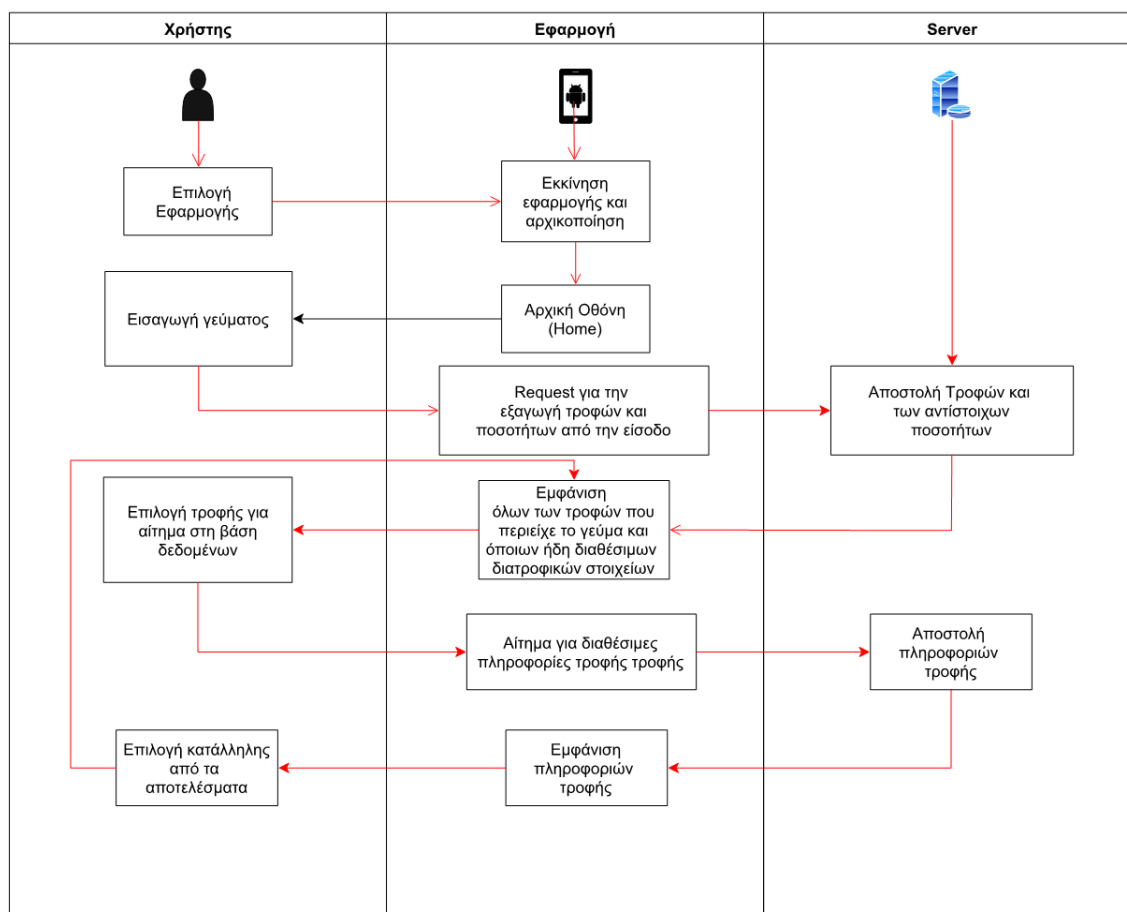 Χρήστης
Εφαρμογή
Server
Επιλογή
Εφαρμογής
Εκκίνηση
εφαρμογής και
αρχικοποίηση
Εισαγωγή γεύματος
Αρχική Οθόνη
(Home)
Request για την
εξαγωγή τροφών και
ποσοτήτων από την είσοδο
Αποστολή Τροφών και
των αντίστοιχων
ποσοτήτων
Επιλογή τροφής για
αίτημα στη βάση
δεδομένων
Εμφάνιση
όλων των τροφών που
περιείχε το γεύμα και
όποιων ήδη διαθέσιμων
διατροφικών στοιχείων
Αίτημα για διαθέσιμες
πληροφορίες τροφής τροφής
Αποστολή
πληροφοριών
τροφής
Επιλογή κατάλληλης
από τα
αποτελέσματα
Εμφάνιση
πληροφοριών
τροφής